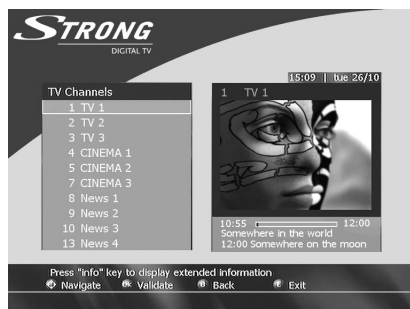 STRONG
DIGITAL TV
15:09 | tue 26/10
TV Channels
1 TV 1
2 TV 2
3 TV 3
4 CINEMA 1
5 CINEMA 2
7 CINEMA 3
8 News 1
9 News 2
10 News 3
13 News 4
1 TV 1
10:55 12:00
Somewhere in the world
12:00 Somewhere on the moon
Press "info" key to display extended information
Navigate OK Validate B Back E Exit